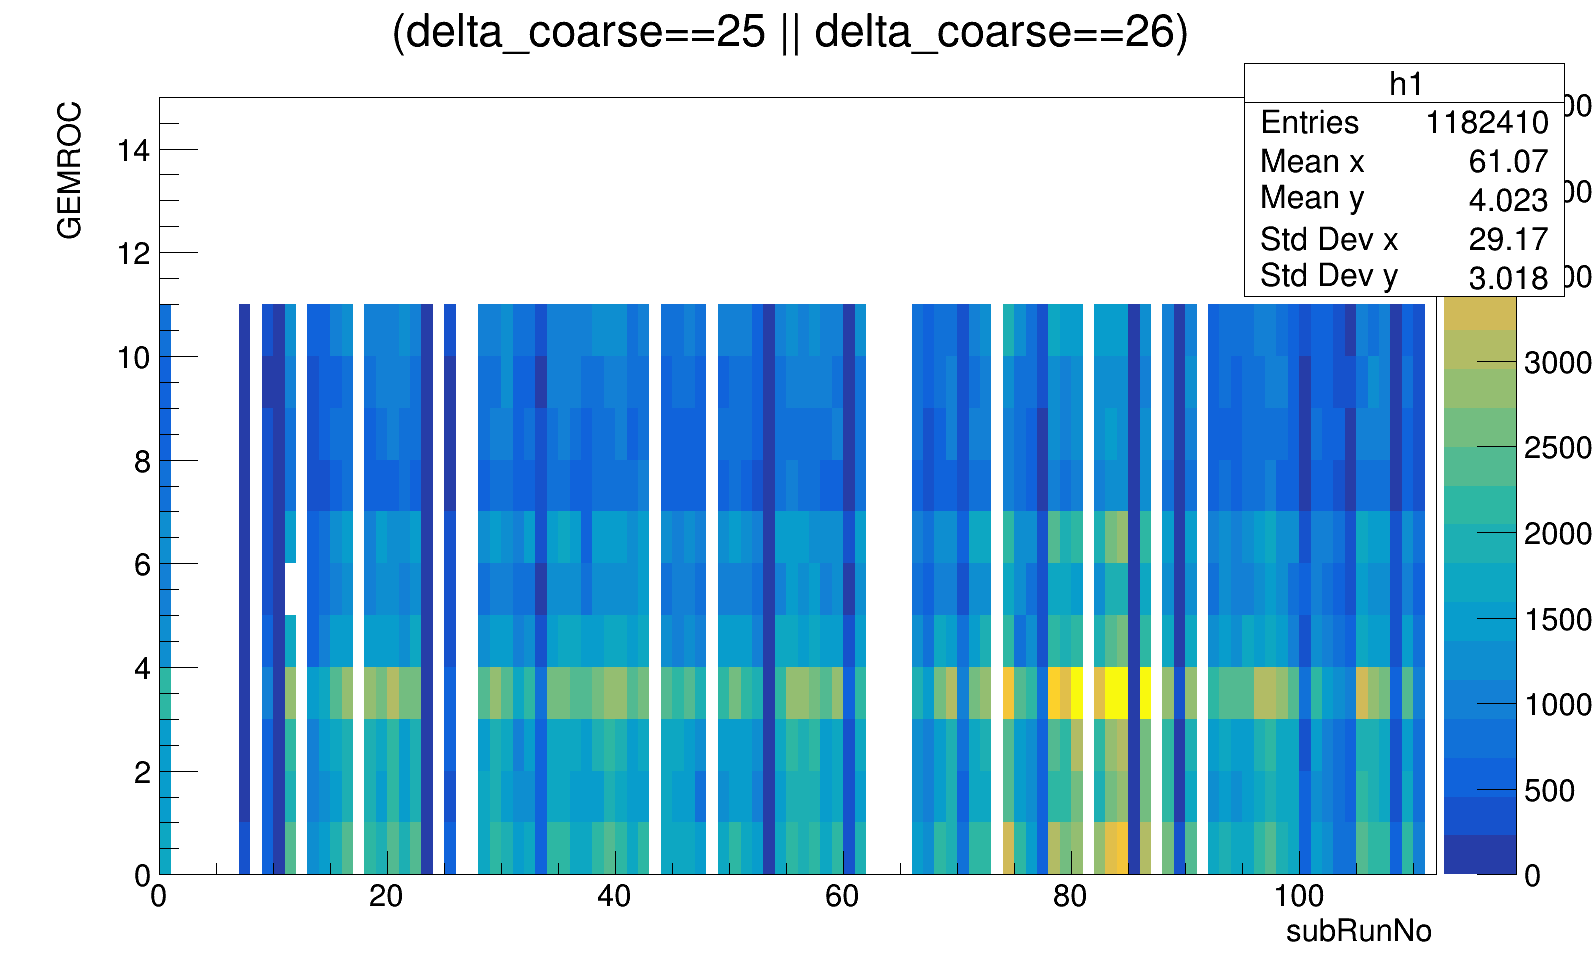 (delta_coarse==25 || delta_coarse==26)
h1
Entries 1182410
Mean x 61.07
Mean y 4.023
Std Dev x 29.17
Std Dev y 3.018
GEMROC
14
12
10
8
6
4
2
0
0 20 40 60 80 100
subRunNo
3000
2500
2000
1500
1000
500
0